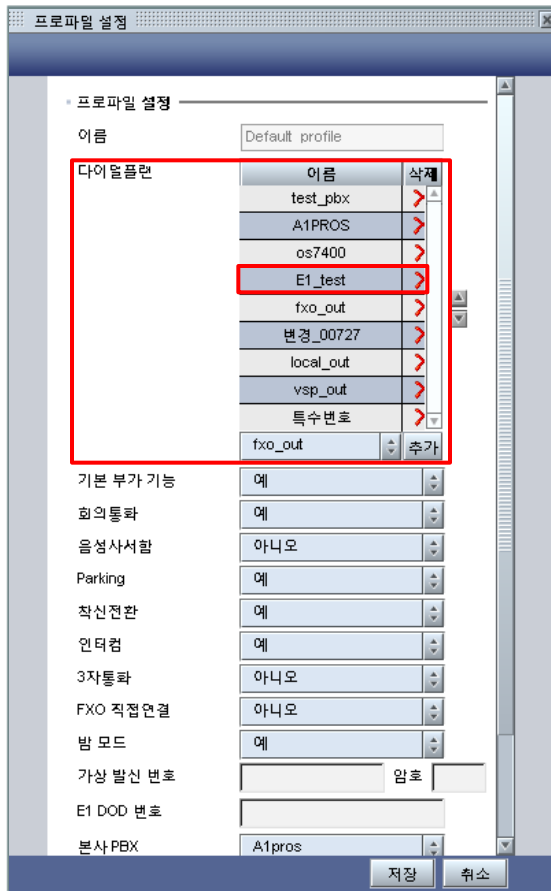 프로파일 설정
프로파일 설정
이름 Default profile
다이얼플랜 이름 삭제
test_pbx
A1PROS
os7400
E1_test
fxo_out
변경_00727
local_out
vsp_out
특수번호
fxo_out 추가
기본 부가 기능 예
회의통화 예
음성사서함 아니오
Parking 예
착신전환 예
인터컴 예
3자통화 아니오
FXO 직접연결 아니오
밤 모드 예
가상 발신 번호 암호
E1 DOD 번호
본사 PBX A1pros
저장 취소